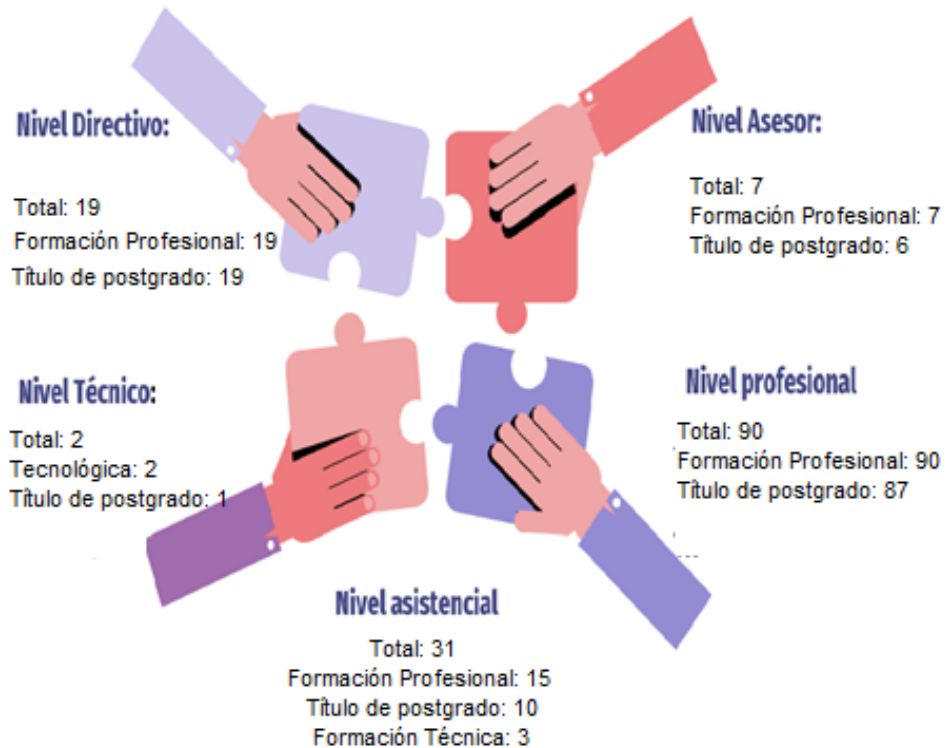 Nivel Directivo:
Total: 19
Formación Profesional: 19
Título de postgrado: 19
Nivel Asesor:
Total: 7
Formación Profesional: 7
Título de postgrado: 6
Nivel Técnico:
Total: 2
Tecnológica: 2
Título de postgrado: 1
Nivel profesional
Total: 90
Formación Profesional: 90
Título de postgrado: 87
Nivel asistencial
Total: 31
Formación Profesional: 15
Título de postgrado: 10
Formación Técnica: 3